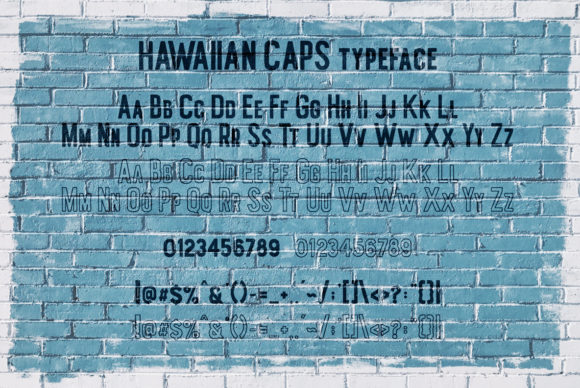 HAWAIIAN CAPS TYPEFACE
AA BB CC DD EE FF GG HH II JJ KK LL
MM NN OO PP QQ RR SS TT UU VV WW XX YY ZZ
AA BB CC DD EE FF GG HH II JJ KK LL
MM NN OO PP QQ RR SS TT UU VV WW XX YY ZZ
0123456789 0123456789